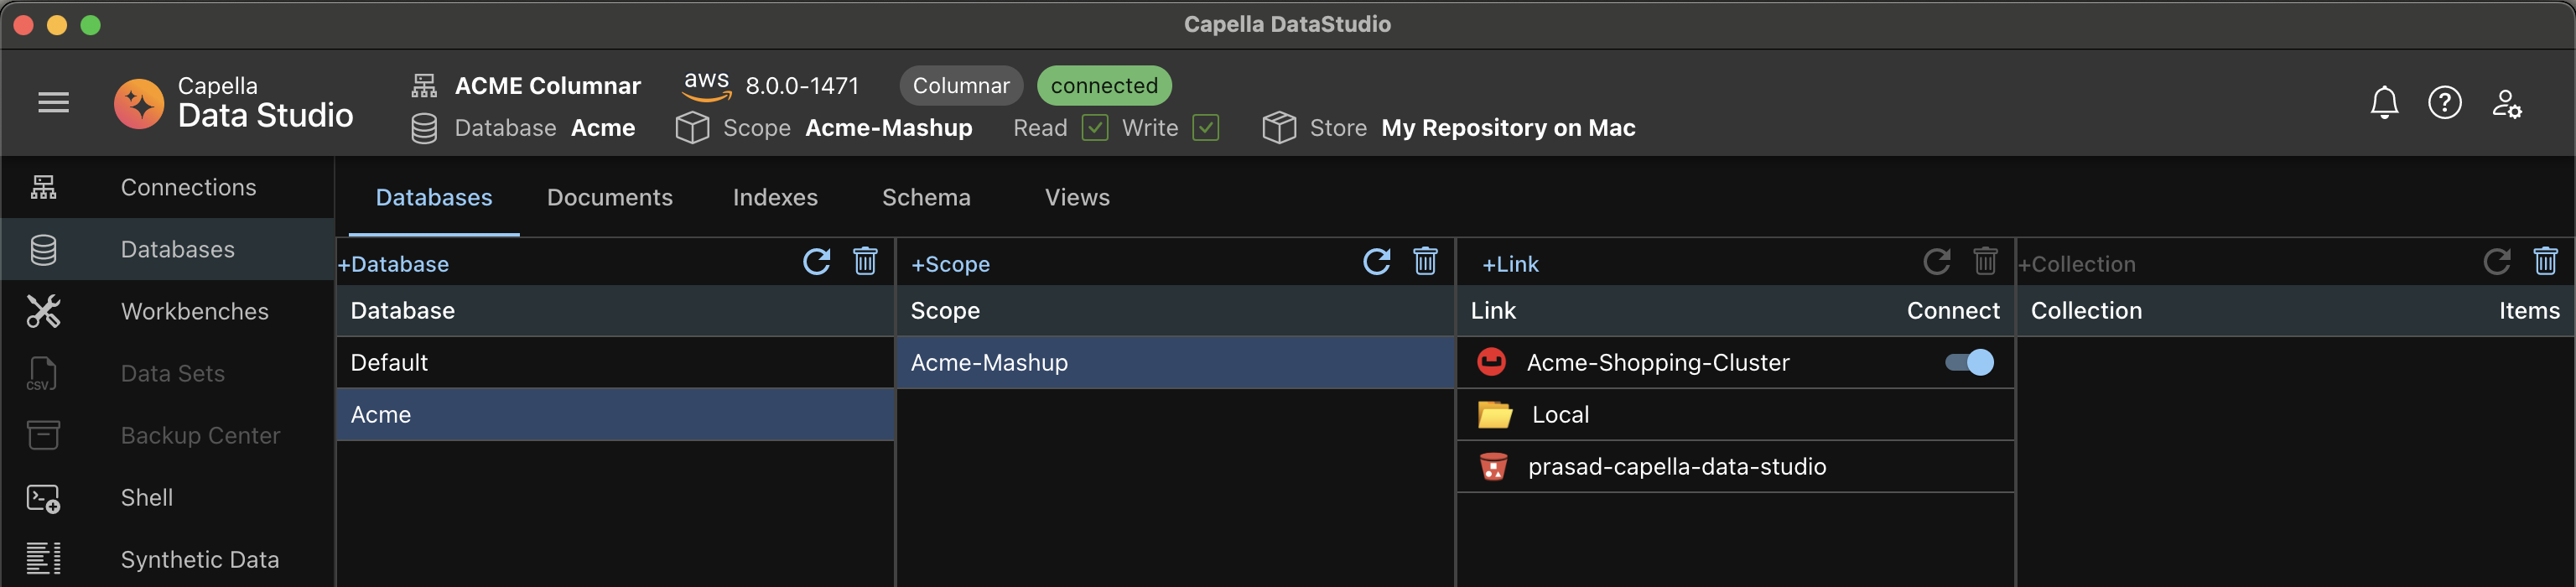 Capella DataStudio
Capella
Data Studio
ACME Columnar aws 8.0.0-1471 Columnar connected
Database Acme Scope Acme-Mashup Read Write Store My Repository on Mac
Connections
Databases
Workbenches
CSV Data Sets
Backup Center
Shell
Synthetic Data
Databases Documents Indexes Schema Views
+Database
Database
Default
Acme
+Scope
Scope
Acme-Mashup
+Link
Link Connect
Acme-Shopping-Cluster
Local
prasad-capella-data-studio
+Collection
Collection Items